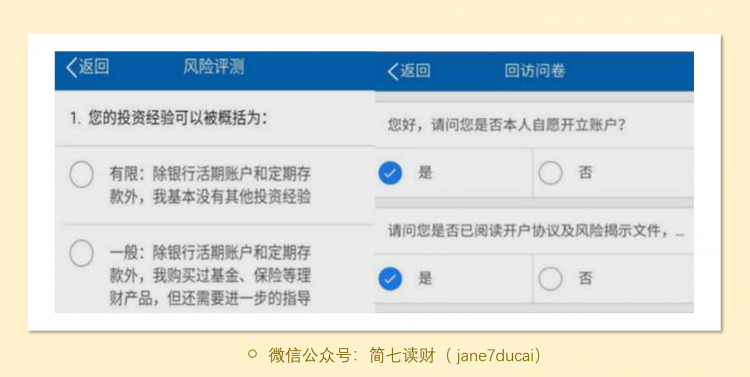 返回
风险评测
1. 您的投资经验可以被概括为：
有限：除银行活期账户和定期存
款外，我基本没有其他投资经验
一般：除银行活期账户和定期存
款外，我购买过基金、保险等理
财产品，但还需要进一步的指导
返回
回访问卷
您好，请问您是否本人自愿开立账户？
是
否
请问您是否已阅读开户协议及风险揭示文件，...
是
否
微信公众号：简七读财（ jane7ducai）